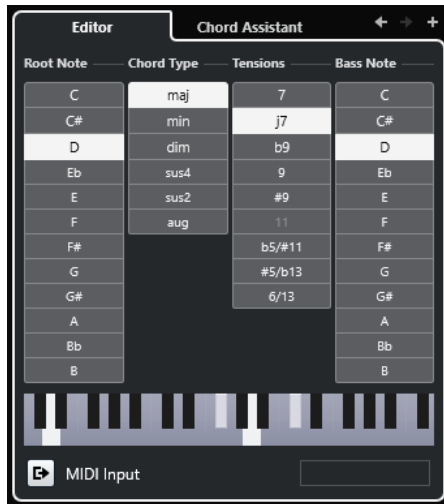 Editor Chord Assistant
Root Note Chord Type Tensions Bass Note
C maj 7 C
C# min j7 C#
D dim b9 D
Eb sus4 9 Eb
E sus2 #9 E
F aug 11 F
F# b5/#11 F#
G #5/b13 G
G# 6/13 G#
A A
Bb Bb
B B
MIDI Input